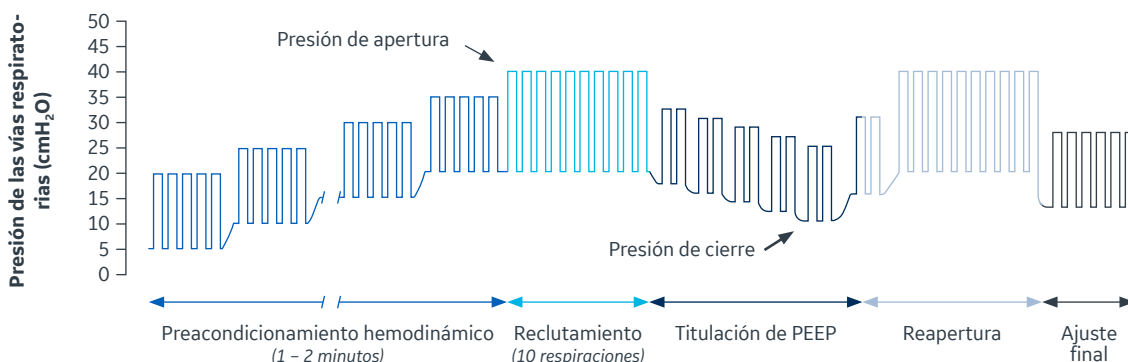 Presión de las vías respirato-
rias (cmH₂O)
50
45
40
35
30
25
20
15
10
5
0
Presión de apertura
Presión de cierre
Preacondicionamiento hemodinámico
(1 – 2 minutos)
Reclutamiento
(10 respiraciones)
Titulación de PEEP
Reapertura
Ajuste
final